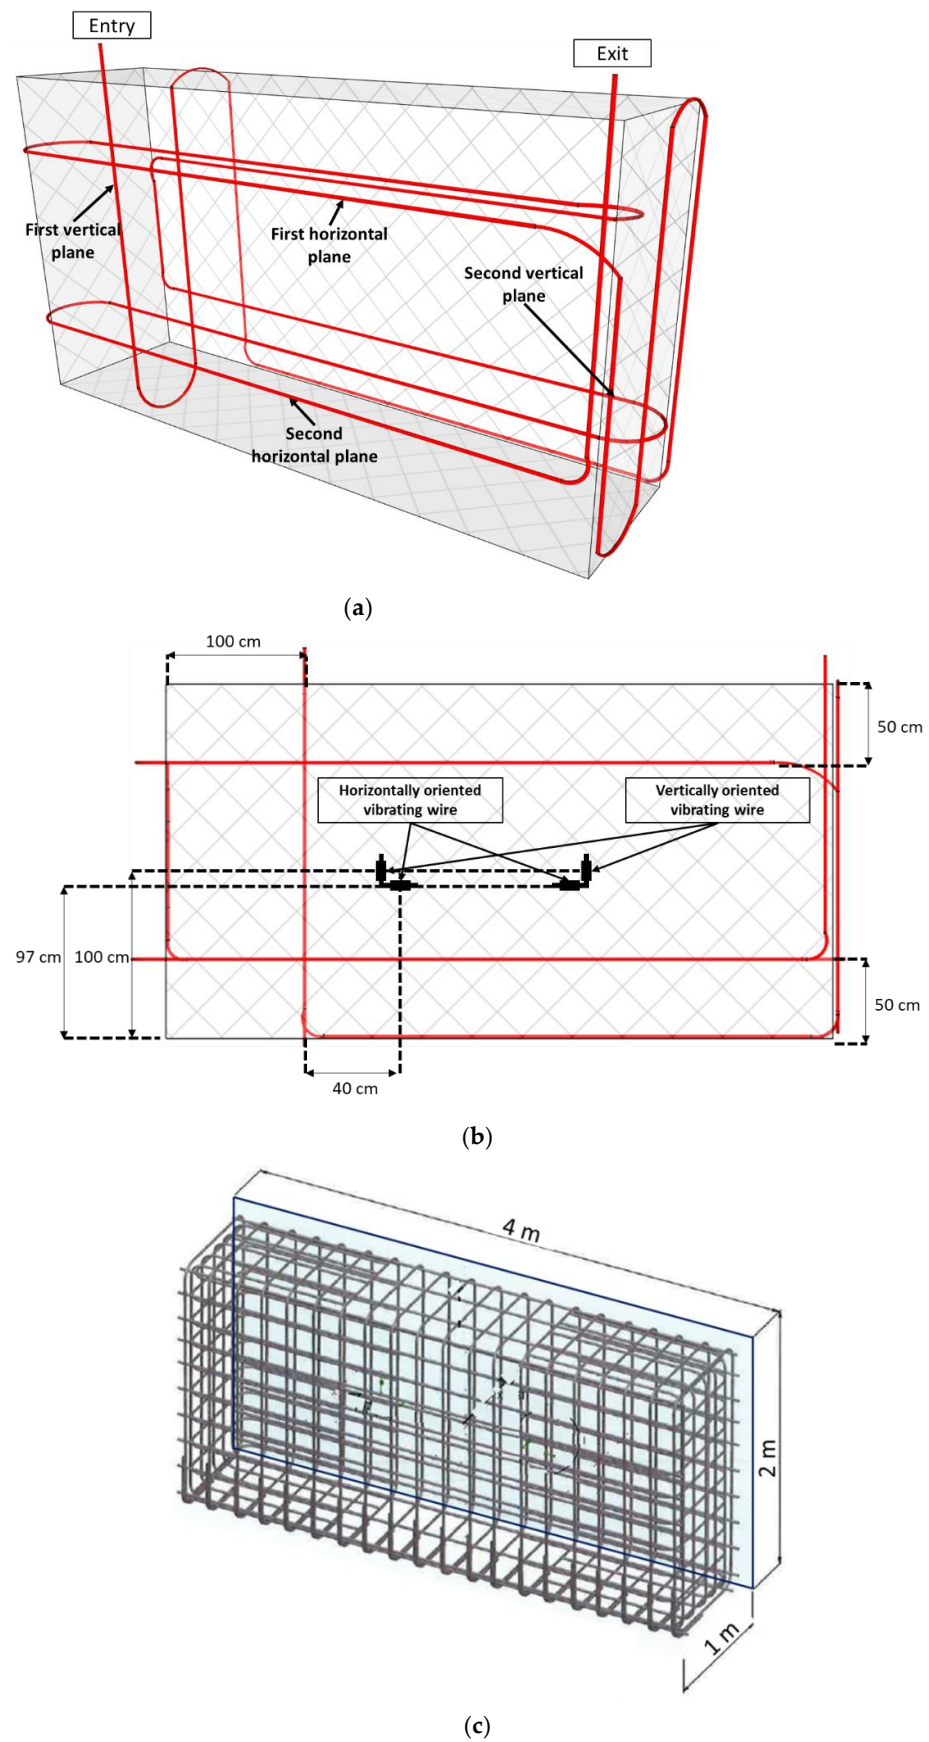 Entry
Exit
First vertical
plane
First horizontal
plane
Second vertical
plane
Second
horizontal plane
(a)
100 cm
50 cm
Horizontally oriented
vibrating wire
Vertically oriented
vibrating wire
97 cm
100 cm
50 cm
40 cm
(b)
4 m
2 m
1 m
(c)